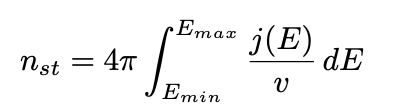 n_{st} = 4\pi \int_{E_{min}}^{E_{max}} \frac{j(E)}{v} \, dE